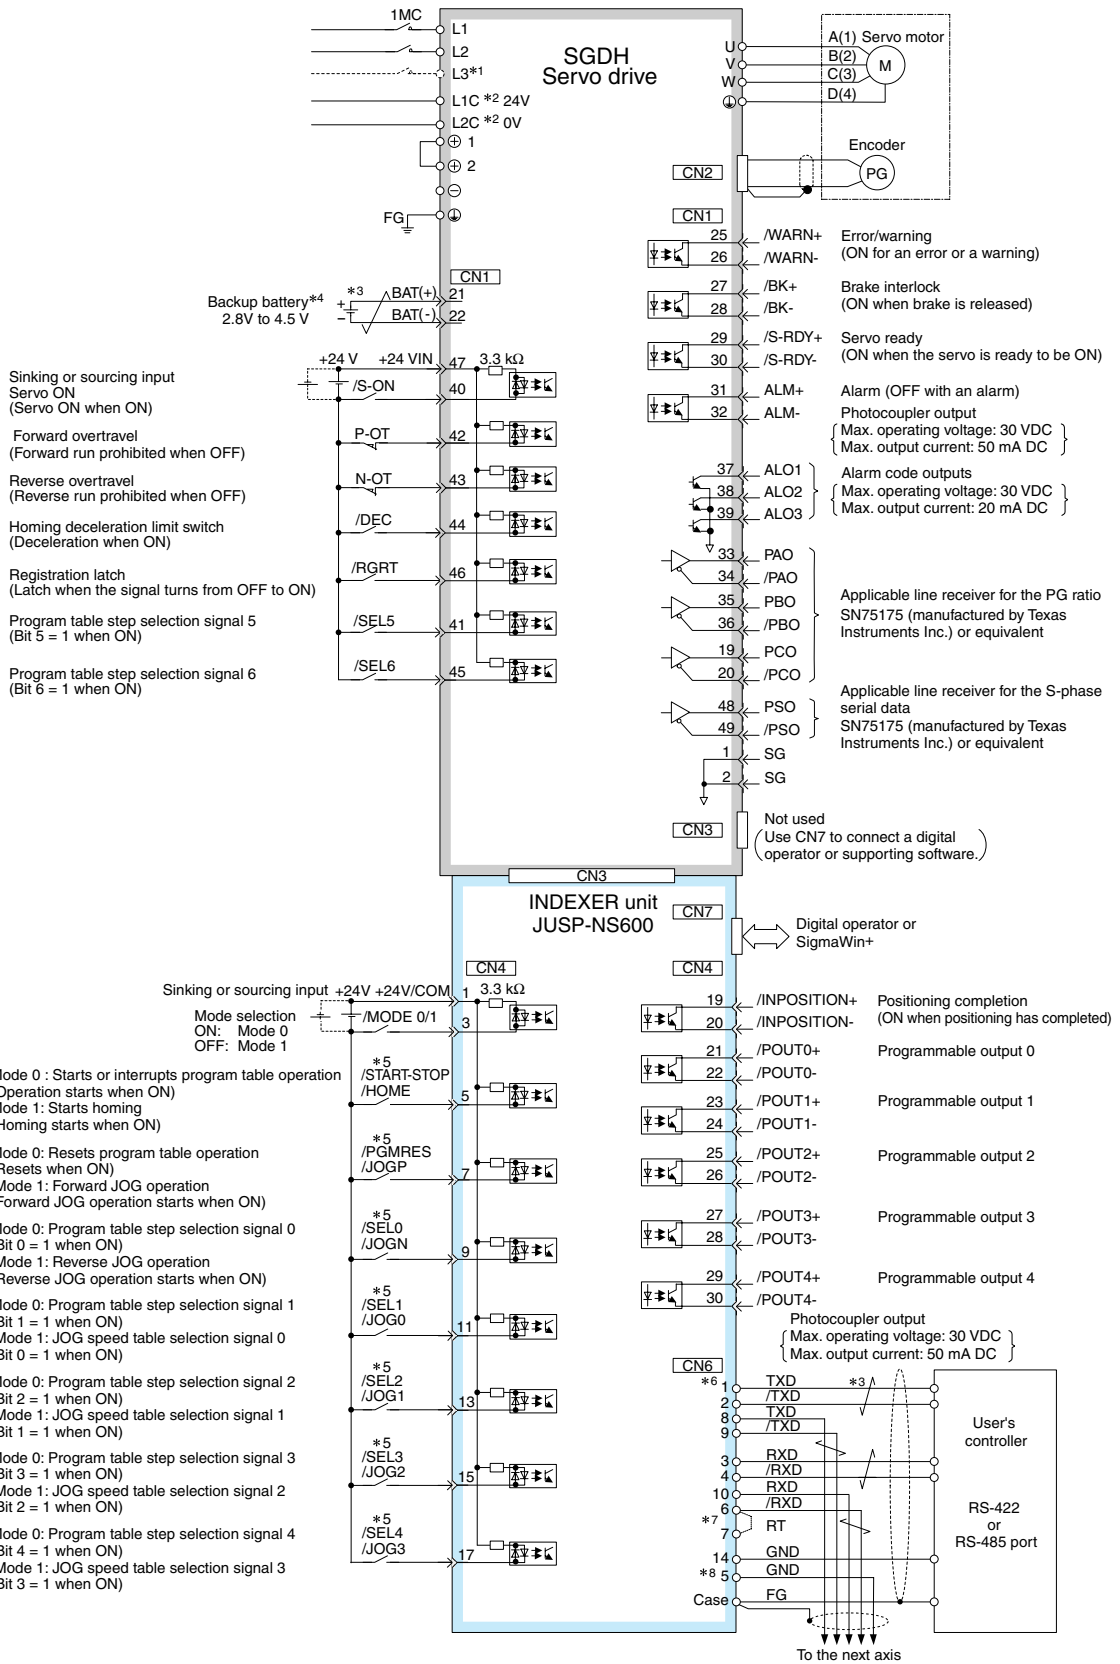 1MC
L1
L2
L3*1
L1C *2 24V
L2C *2 0V
⊕ 1
⊕ 2
⊖
FG
SGDH
Servo drive
U
V
W
A(1)
B(2)
C(3)
D(4)
Servo motor
M
Encoder
PG
CN2
CN1
25 /WARN+
26 /WARN-
Error/warning
(ON for an error or a warning)
27 /BK+
28 /BK-
Brake interlock
(ON when brake is released)
29 /S-RDY+
30 /S-RDY-
Servo ready
(ON when the servo is ready to be ON)
31 ALM+
32 ALM-
Alarm (OFF with an alarm)
Photocoupler output
Max. operating voltage: 30 VDC
Max. output current: 50 mA DC
37 ALO1
38 ALO2
39 ALO3
Alarm code outputs
Max. operating voltage: 30 VDC
Max. output current: 20 mA DC
33 PAO
34 /PAO
35 PBO
36 /PBO
19 PCO
20 /PCO
Applicable line receiver for the PG ratio
SN75175 (manufactured by Texas
Instruments Inc.) or equivalent
48 PSO
49 /PSO
Applicable line receiver for the S-phase
serial data
SN75175 (manufactured by Texas
Instruments Inc.) or equivalent
1 SG
2 SG
CN3
Not used
(Use CN7 to connect a digital
operator or supporting software.)
CN1
Backup battery*4
2.8V to 4.5 V
*3
+
−
BAT(+) 21
BAT(-) 22
+24 V
+24 VIN 47
3.3 kΩ
Sinking or sourcing input
Servo ON
(Servo ON when ON)
/S-ON 40
Forward overtravel
(Forward run prohibited when OFF)
P-OT 42
Reverse overtravel
(Reverse run prohibited when OFF)
N-OT 43
Homing deceleration limit switch
(Deceleration when ON)
/DEC 44
Registration latch
(Latch when the signal turns from OFF to ON)
/RGRT 46
Program table step selection signal 5
(Bit 5 = 1 when ON)
/SEL5 41
Program table step selection signal 6
(Bit 6 = 1 when ON)
/SEL6 45
CN3
INDEXER unit
JUSP-NS600
CN7
Digital operator or
SigmaWin+
CN4
CN4
Sinking or sourcing input
+24V +24V/COM 1
3.3 kΩ
Mode selection
ON: Mode 0
OFF: Mode 1
/MODE 0/1 3
ode 0 : Starts or interrupts program table operation
Operation starts when ON)
ode 1: Starts homing
Homing starts when ON)
*5
/START-STOP
/HOME 5
ode 0: Resets program table operation
Resets when ON)
Mode 1: Forward JOG operation
Forward JOG operation starts when ON)
*5
/PGMRES
/JOGP 7
ode 0: Program table step selection signal 0
Bit 0 = 1 when ON)
Mode 1: Reverse JOG operation
Reverse JOG operation starts when ON)
*5
/SEL0
/JOGN 9
ode 0: Program table step selection signal 1
Bit 1 = 1 when ON)
Mode 1: JOG speed table selection signal 0
Bit 0 = 1 when ON)
*5
/SEL1
/JOG0 11
ode 0: Program table step selection signal 2
Bit 2 = 1 when ON)
Mode 1: JOG speed table selection signal 1
Bit 1 = 1 when ON)
*5
/SEL2
/JOG1 13
ode 0: Program table step selection signal 3
Bit 3 = 1 when ON)
Mode 1: JOG speed table selection signal 2
Bit 2 = 1 when ON)
*5
/SEL3
/JOG2 15
ode 0: Program table step selection signal 4
Bit 4 = 1 when ON)
Mode 1: JOG speed table selection signal 3
Bit 3 = 1 when ON)
*5
/SEL4
/JOG3 17
19 /INPOSITION+
20 /INPOSITION-
Positioning completion
(ON when positioning has completed)
21 /POUT0+
22 /POUT0-
Programmable output 0
23 /POUT1+
24 /POUT1-
Programmable output 1
25 /POUT2+
26 /POUT2-
Programmable output 2
27 /POUT3+
28 /POUT3-
Programmable output 3
29 /POUT4+
30 /POUT4-
Programmable output 4
Photocoupler output
Max. operating voltage: 30 VDC
Max. output current: 50 mA DC
CN6
*6 1 TXD *3
2 /TXD
8 TXD
9 /TXD
3 RXD
4 /RXD
10 RXD
6 /RXD
*7
7 RT
14 GND
*8 5 GND
Case FG
User's
controller
RS-422
or
RS-485 port
To the next axis